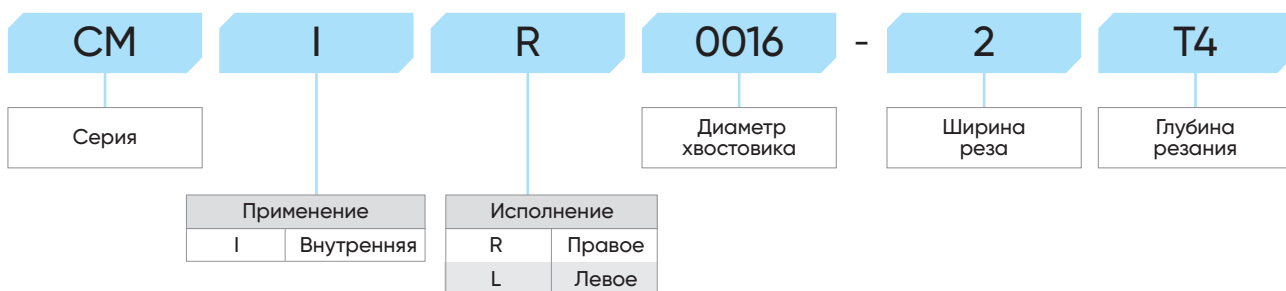 CM I R 0016 - 2 T4
Серия
Диаметр
хвостовика
Ширина
реза
Глубина
резания
Применение
I Внутренняя
Исполнение
R Правое
L Левое